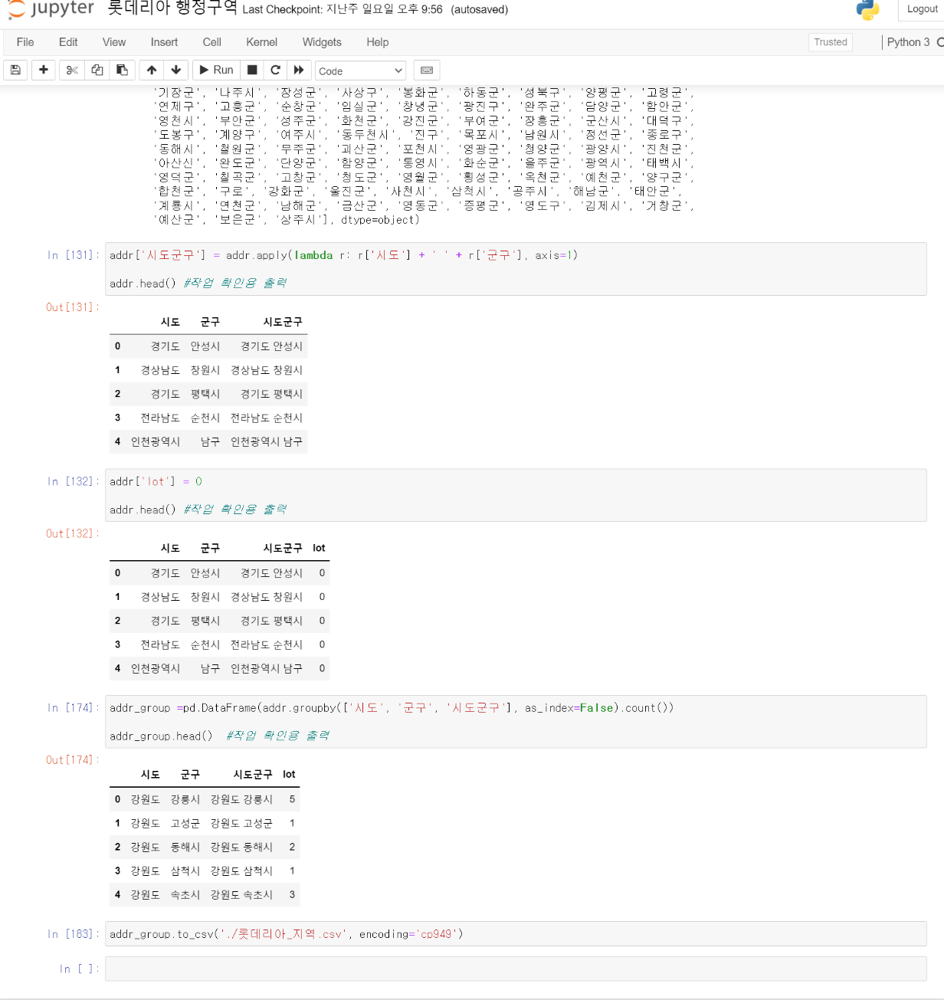 jupyter 롯데리아 행정구역 Last Checkpoint: 지난주 일요일 오후 9:56 (autosaved)
Logout
File Edit View Insert Cell Kernel Widgets Help
Trusted Python 3
Run Code
'기장군', '나주시', '장성군', '사상구', '봉화군', '하동군', '성북구', '양평군', '고령군',
'연제구', '고흥군', '순창군', '임실군', '창녕군', '광진구', '완주군', '담양군', '함안군',
'영천시', '부안군', '성주군', '화천군', '강진군', '부여군', '장흥군', '군산시', '대덕구',
'도봉구', '계양구', '여주시', '동두천시', '진구', '목포시', '남원시', '정선군', '종로구',
'동해시', '철원군', '무주군', '괴산군', '포천시', '영광군', '청양군', '광양시', '진천군',
'아산신', '완도군', '단양군', '함양군', '통영시', '화순군', '울주군', '광역시', '태백시',
'영덕군', '칠곡군', '고창군', '청도군', '영월군', '횡성군', '옥천군', '예천군', '양구군',
'합천군', '구로', '강화군', '울진군', '사천시', '삼척시', '공주시', '해남군', '태안군',
'계룡시', '연천군', '남해군', '금산군', '영동군', '증평군', '영도구', '김제시', '거창군',
'예산군', '보은군', '상주시'], dtype=object)
In [131]: addr['시도군구'] = addr.apply(lambda r: r['시도'] + ' ' + r['군구'], axis=1)
addr.head() #작업 확인용 출력
Out[131]:
시도 군구 시도군구
0 경기도 안성시 경기도 안성시
1 경상남도 창원시 경상남도 창원시
2 경기도 평택시 경기도 평택시
3 전라남도 순천시 전라남도 순천시
4 인천광역시 남구 인천광역시 남구
In [132]: addr['lot'] = 0
addr.head() #작업 확인용 출력
Out[132]:
시도 군구 시도군구 lot
0 경기도 안성시 경기도 안성시 0
1 경상남도 창원시 경상남도 창원시 0
2 경기도 평택시 경기도 평택시 0
3 전라남도 순천시 전라남도 순천시 0
4 인천광역시 남구 인천광역시 남구 0
In [174]: addr_group =pd.DataFrame(addr.groupby(['시도', '군구', '시도군구'], as_index=False).count())
addr_group.head() #작업 확인용 출력
Out[174]:
시도 군구 시도군구 lot
0 강원도 강릉시 강원도 강릉시 5
1 강원도 고성군 강원도 고성군 1
2 강원도 동해시 강원도 동해시 2
3 강원도 삼척시 강원도 삼척시 1
4 강원도 속초시 강원도 속초시 3
In [183]: addr_group.to_csv('./롯데리아_지역.csv', encoding='cp949')
In [ ]: